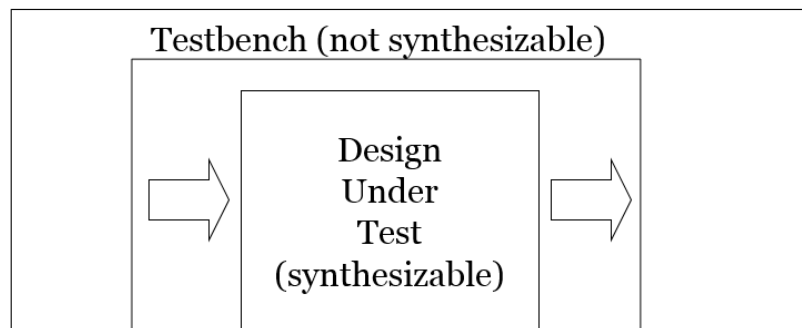 Testbench (not synthesizable)
Design
Under
Test
(synthesizable)